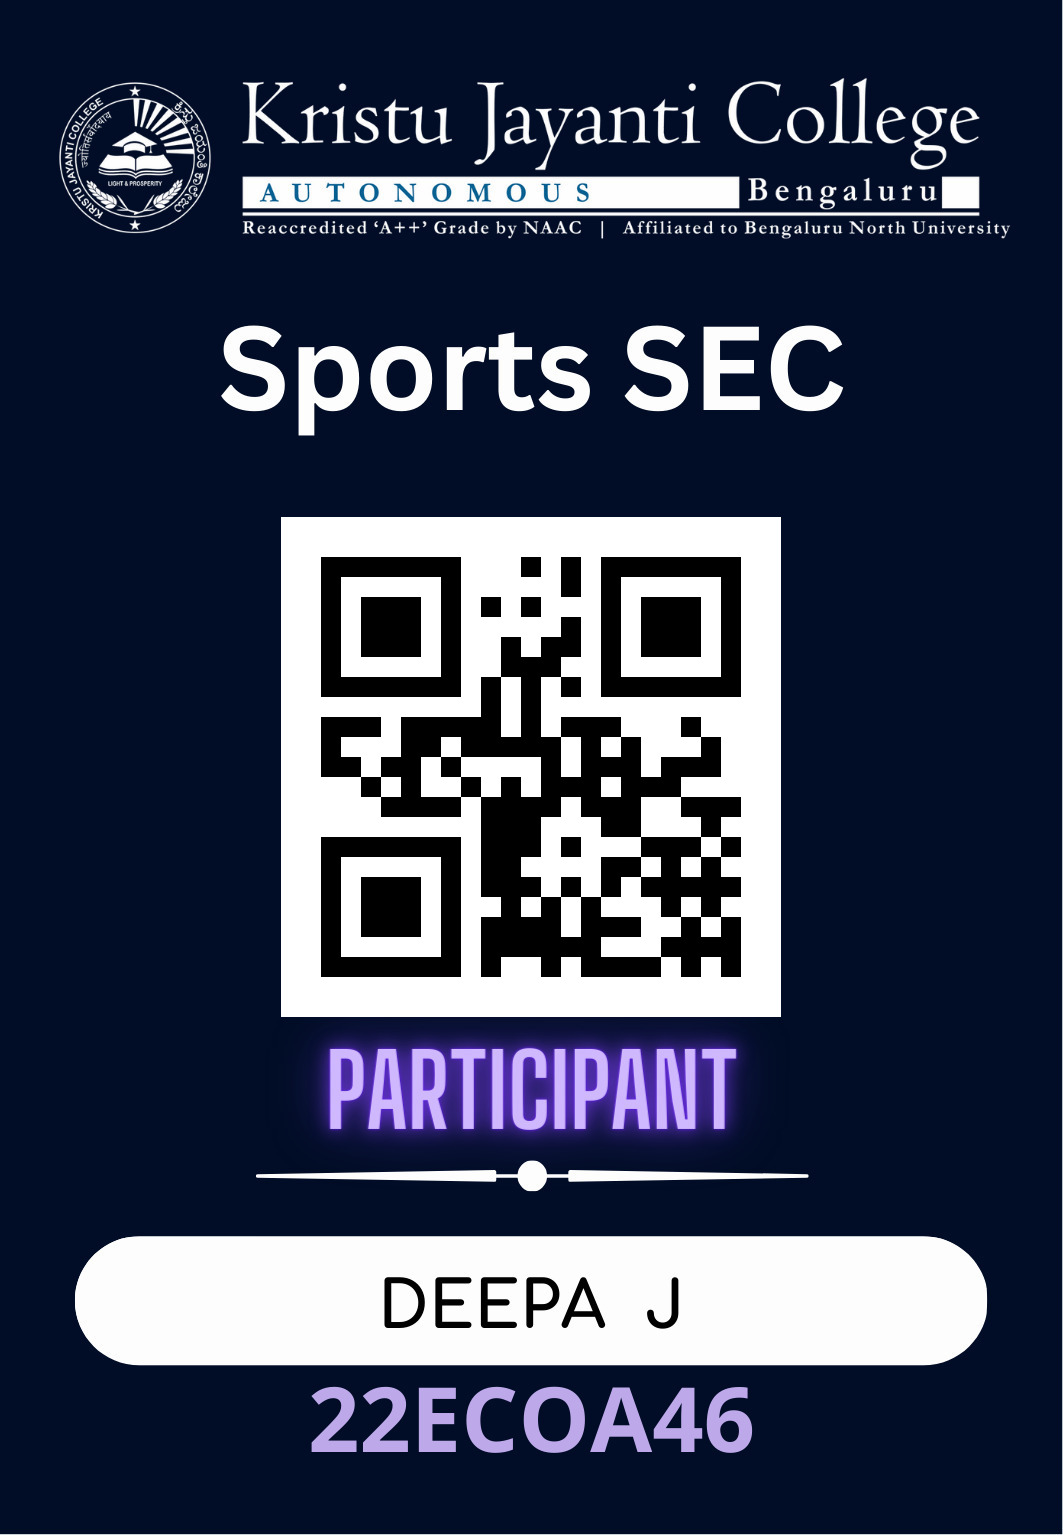 KRISTU JAYANTI COLLEGE
LIGHT & PROSPERITY
Kristu Jayanti College
AUTONOMOUS Bengaluru
Reaccredited ‘A++’ Grade by NAAC | Affiliated to Bengaluru North University
Sports SEC
PARTICIPANT
DEEPA J
22ECOA46